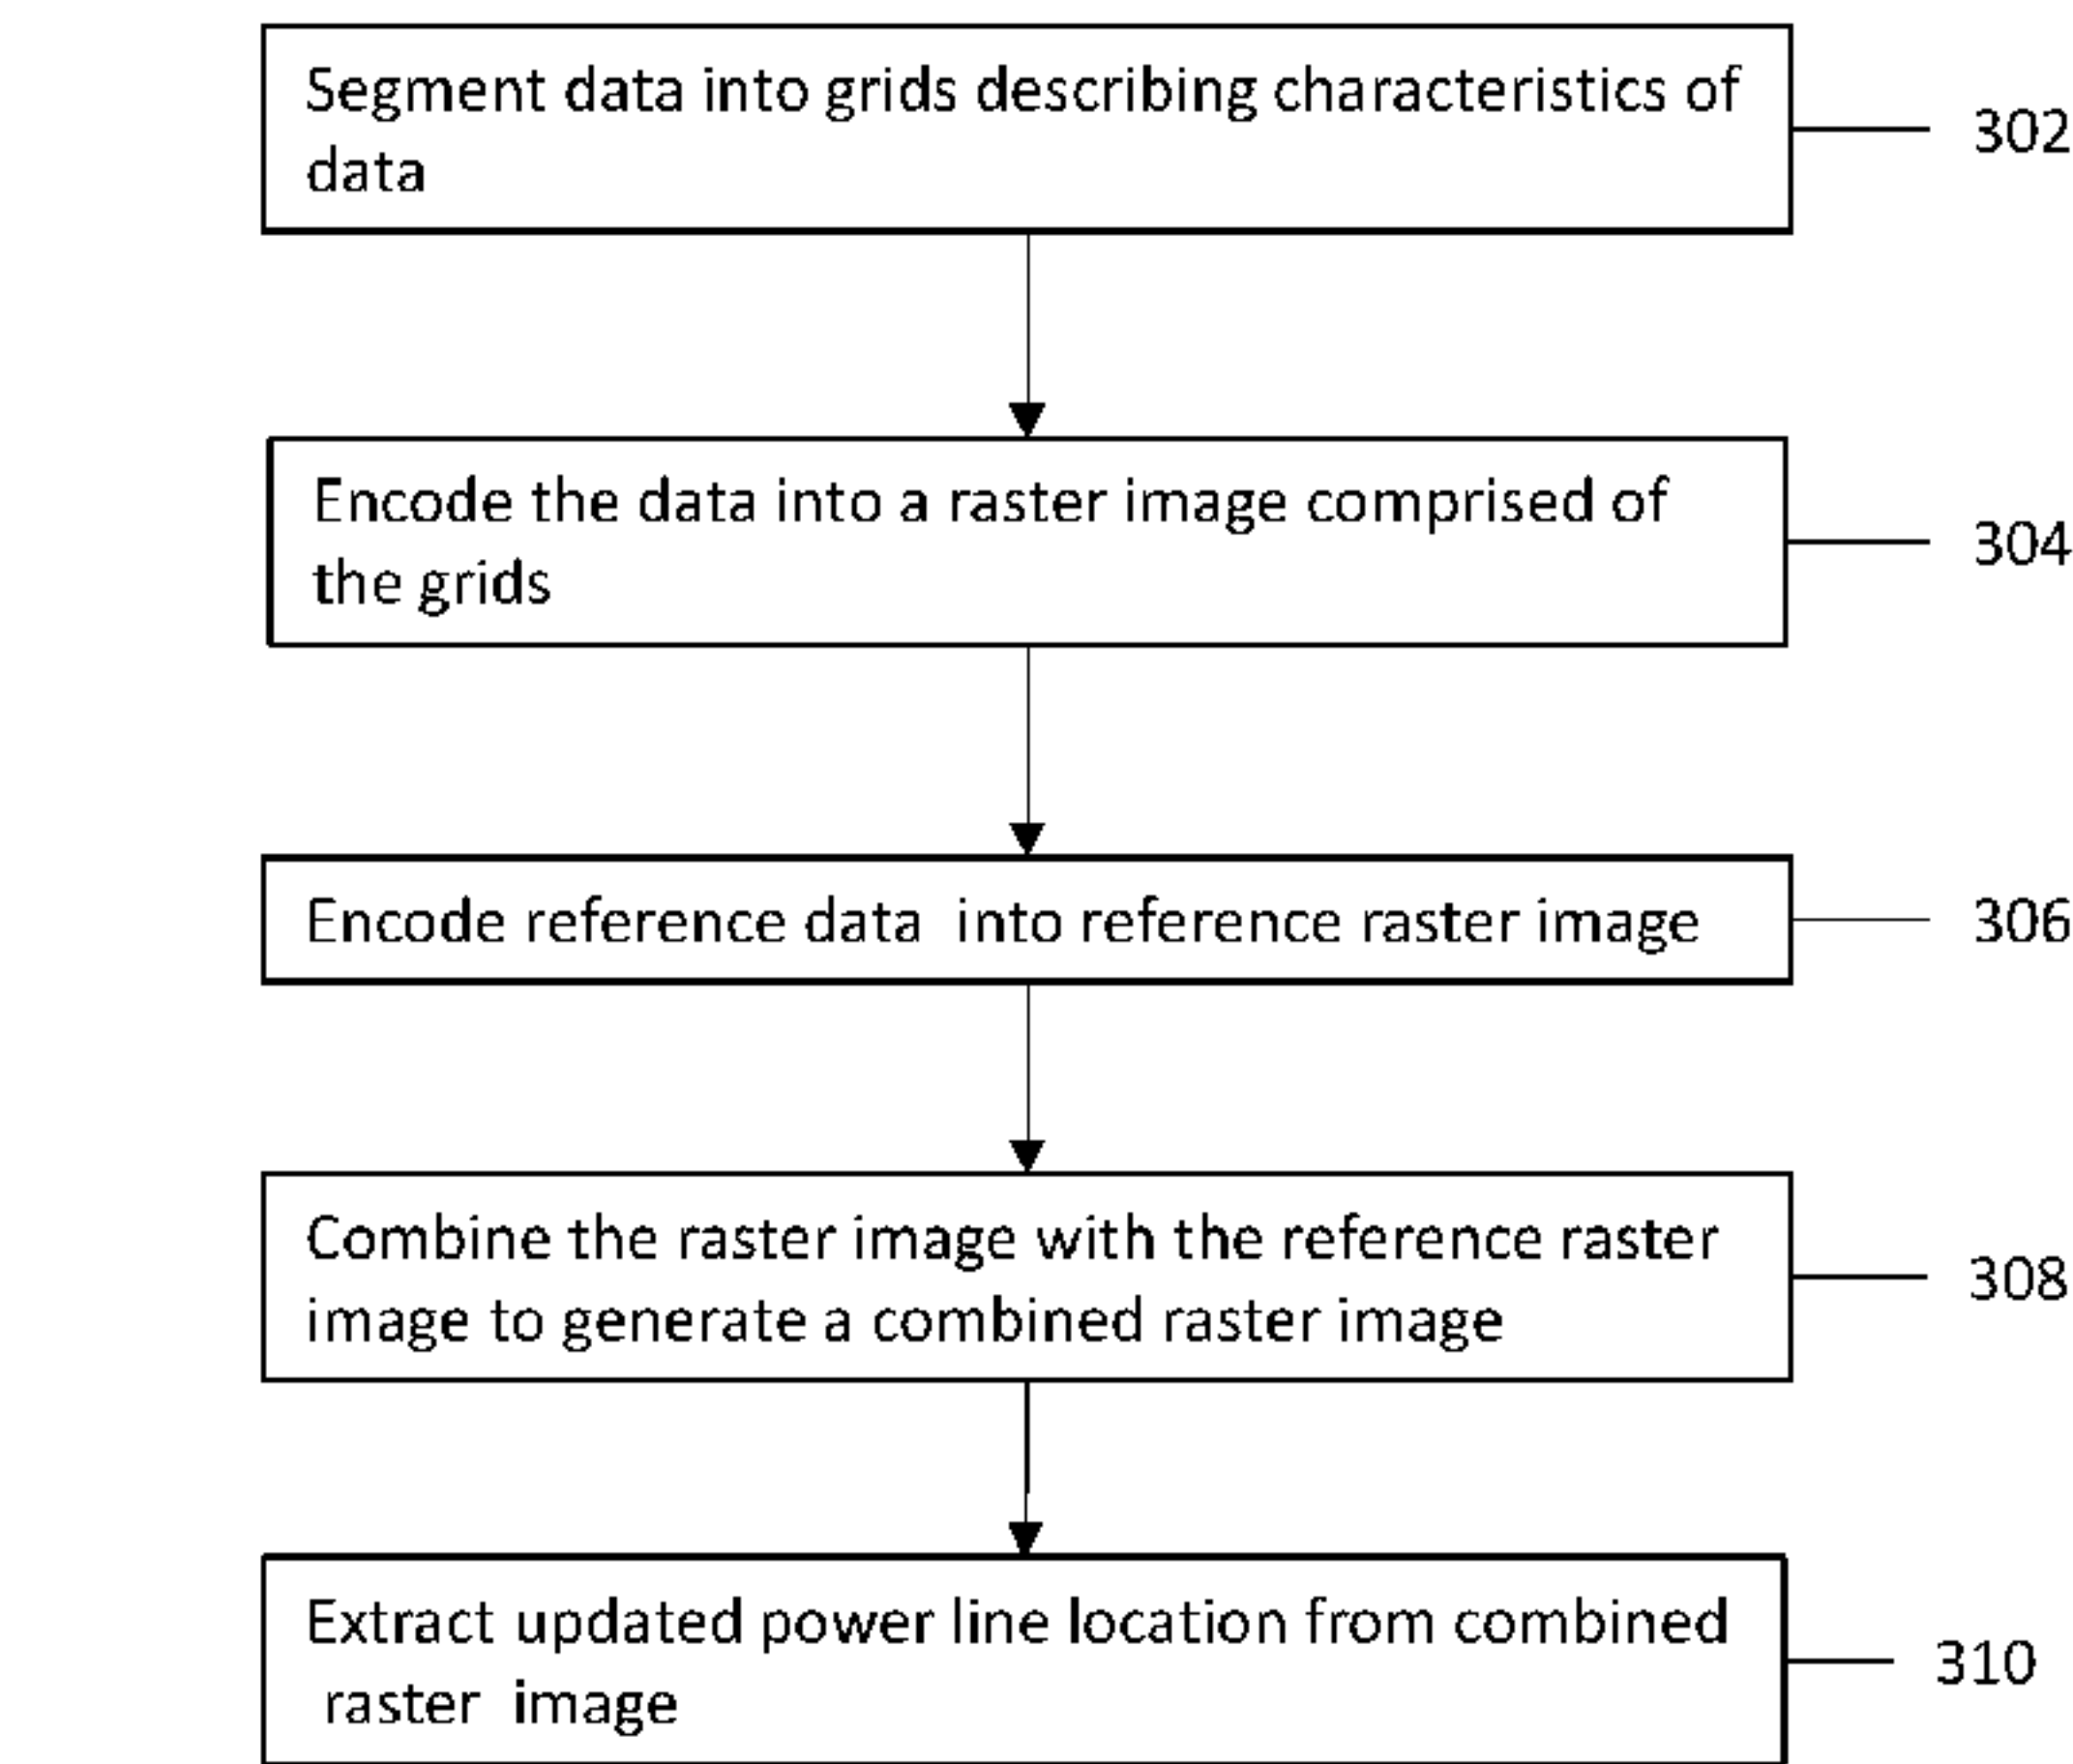 Segment data into grids describing characteristics of
data
302
Encode the data into a raster image comprised of
the grids
304
Encode reference data into reference raster image
306
Combine the raster image with the reference raster
image to generate a combined raster image
308
Extract updated power line location from combined
raster image
310